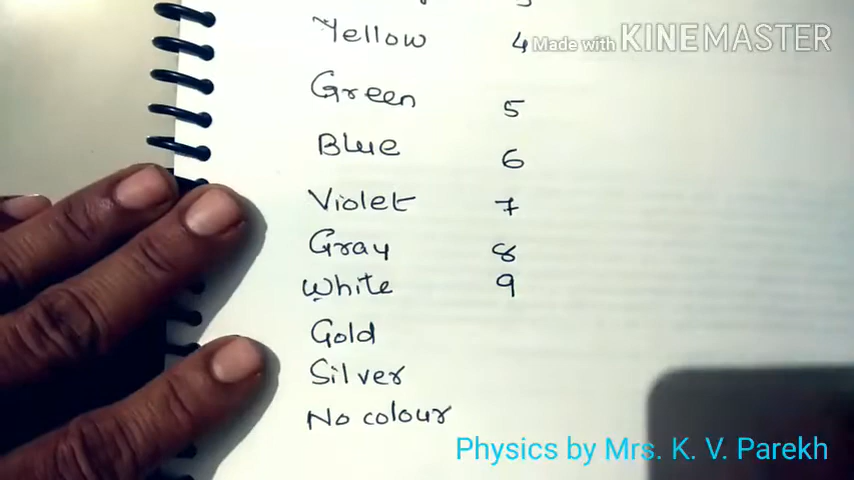 Yellow 4
Made with KINEMASTER
Green 5
Blue 6
Violet 7
Gray 8
White 9
Gold
Silver
No colour
Physics by Mrs. K. V. Parekh